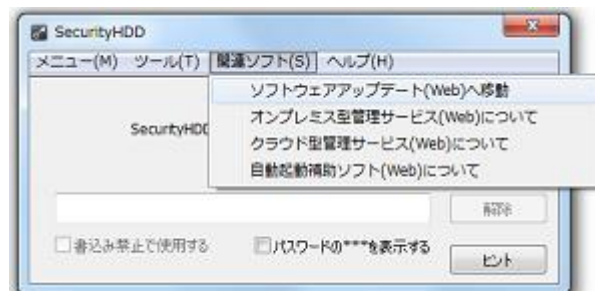 SecurityHDD
メニュー(M) ツール(T) 関連ソフト(S) ヘルプ(H)
ソフトウェアアップデート(Web)へ移動
オンプレミス型管理サービス(Web)について
SecurtyHDD
クラウド型管理サービス(Web)について
自動起動補助ソフト(Web)について
解除
書込み禁止で使用する パスワードの***を表示する
ヒント